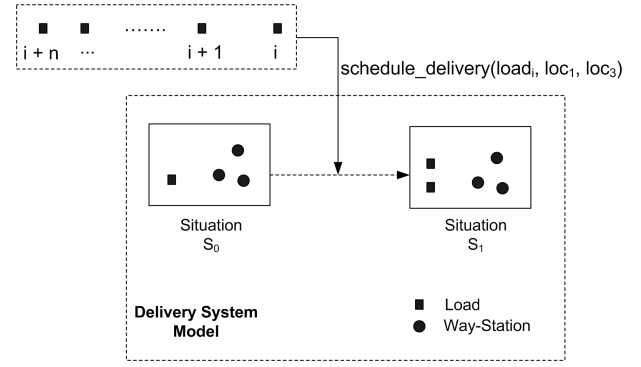 i + n ... ....... i + 1 i
schedule_delivery(load_i, loc_1, loc_3)
Situation
S_0
Situation
S_1
Delivery System
Model
Load
Way-Station